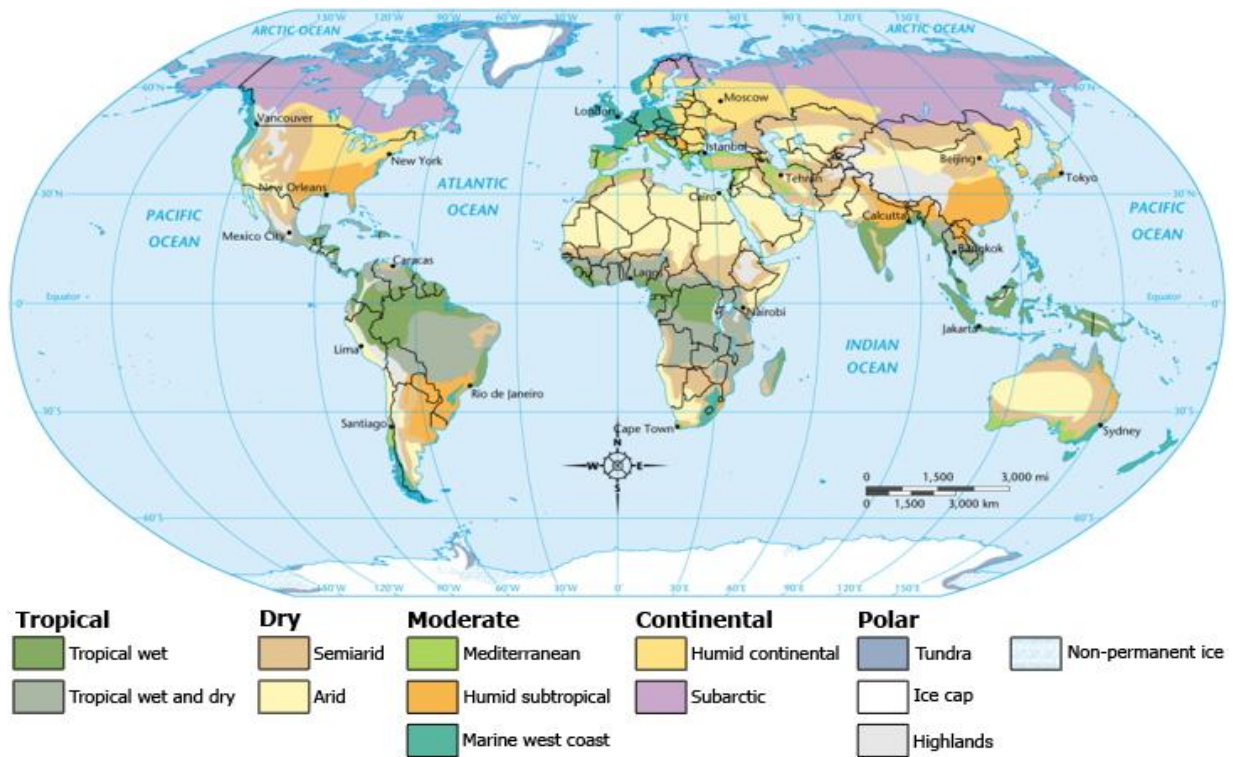 150°W 120°W 90°W 60°W 30°W 0° 30°E 60°E 90°E 120°E 150°E
ARCTIC OCEAN
ARCTIC OCEAN
60°N
60°N
Moscow
London
Vancouver
Istanbul
New York
Beijing
ATLANTIC
OCEAN
Tehran
Tokyo
30°N
New Orleans
Cairo
30°N
PACIFIC
OCEAN
Calcutta
PACIFIC
OCEAN
Mexico City
Bangkok
Caracas
Lagos
Equator
0°
Nairobi
Equator
0°
Jakarta
Lima
INDIAN
OCEAN
Rio de Janeiro
30°S
30°S
Santiago
Cape Town
Sydney
N
W E
S
0 1,500 3,000 mi
0 1,500 3,000 km
60°S
60°S
150°W 120°W 90°W 60°W 30°W 0° 30°E 60°E 90°E 120°E 150°E
Tropical
Tropical wet
Tropical wet and dry
Dry
Semiarid
Arid
Moderate
Mediterranean
Humid subtropical
Marine west coast
Continental
Humid continental
Subarctic
Polar
Tundra
Ice cap
Highlands
Non-permanent ice